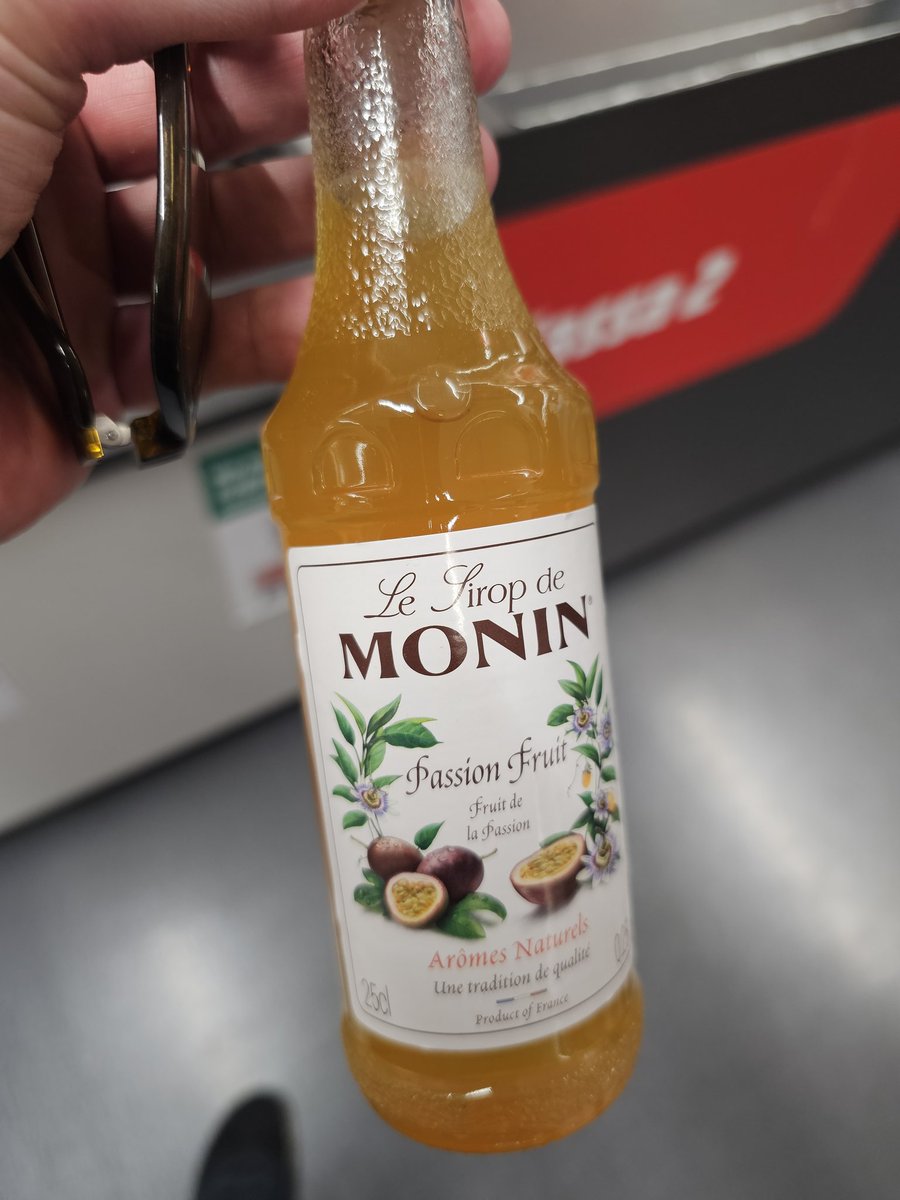 Le Sirop de
MONIN®
Passion Fruit
Fruit de
la Passion
Arômes Naturels
Une tradition de qualité
25cl
Product of France